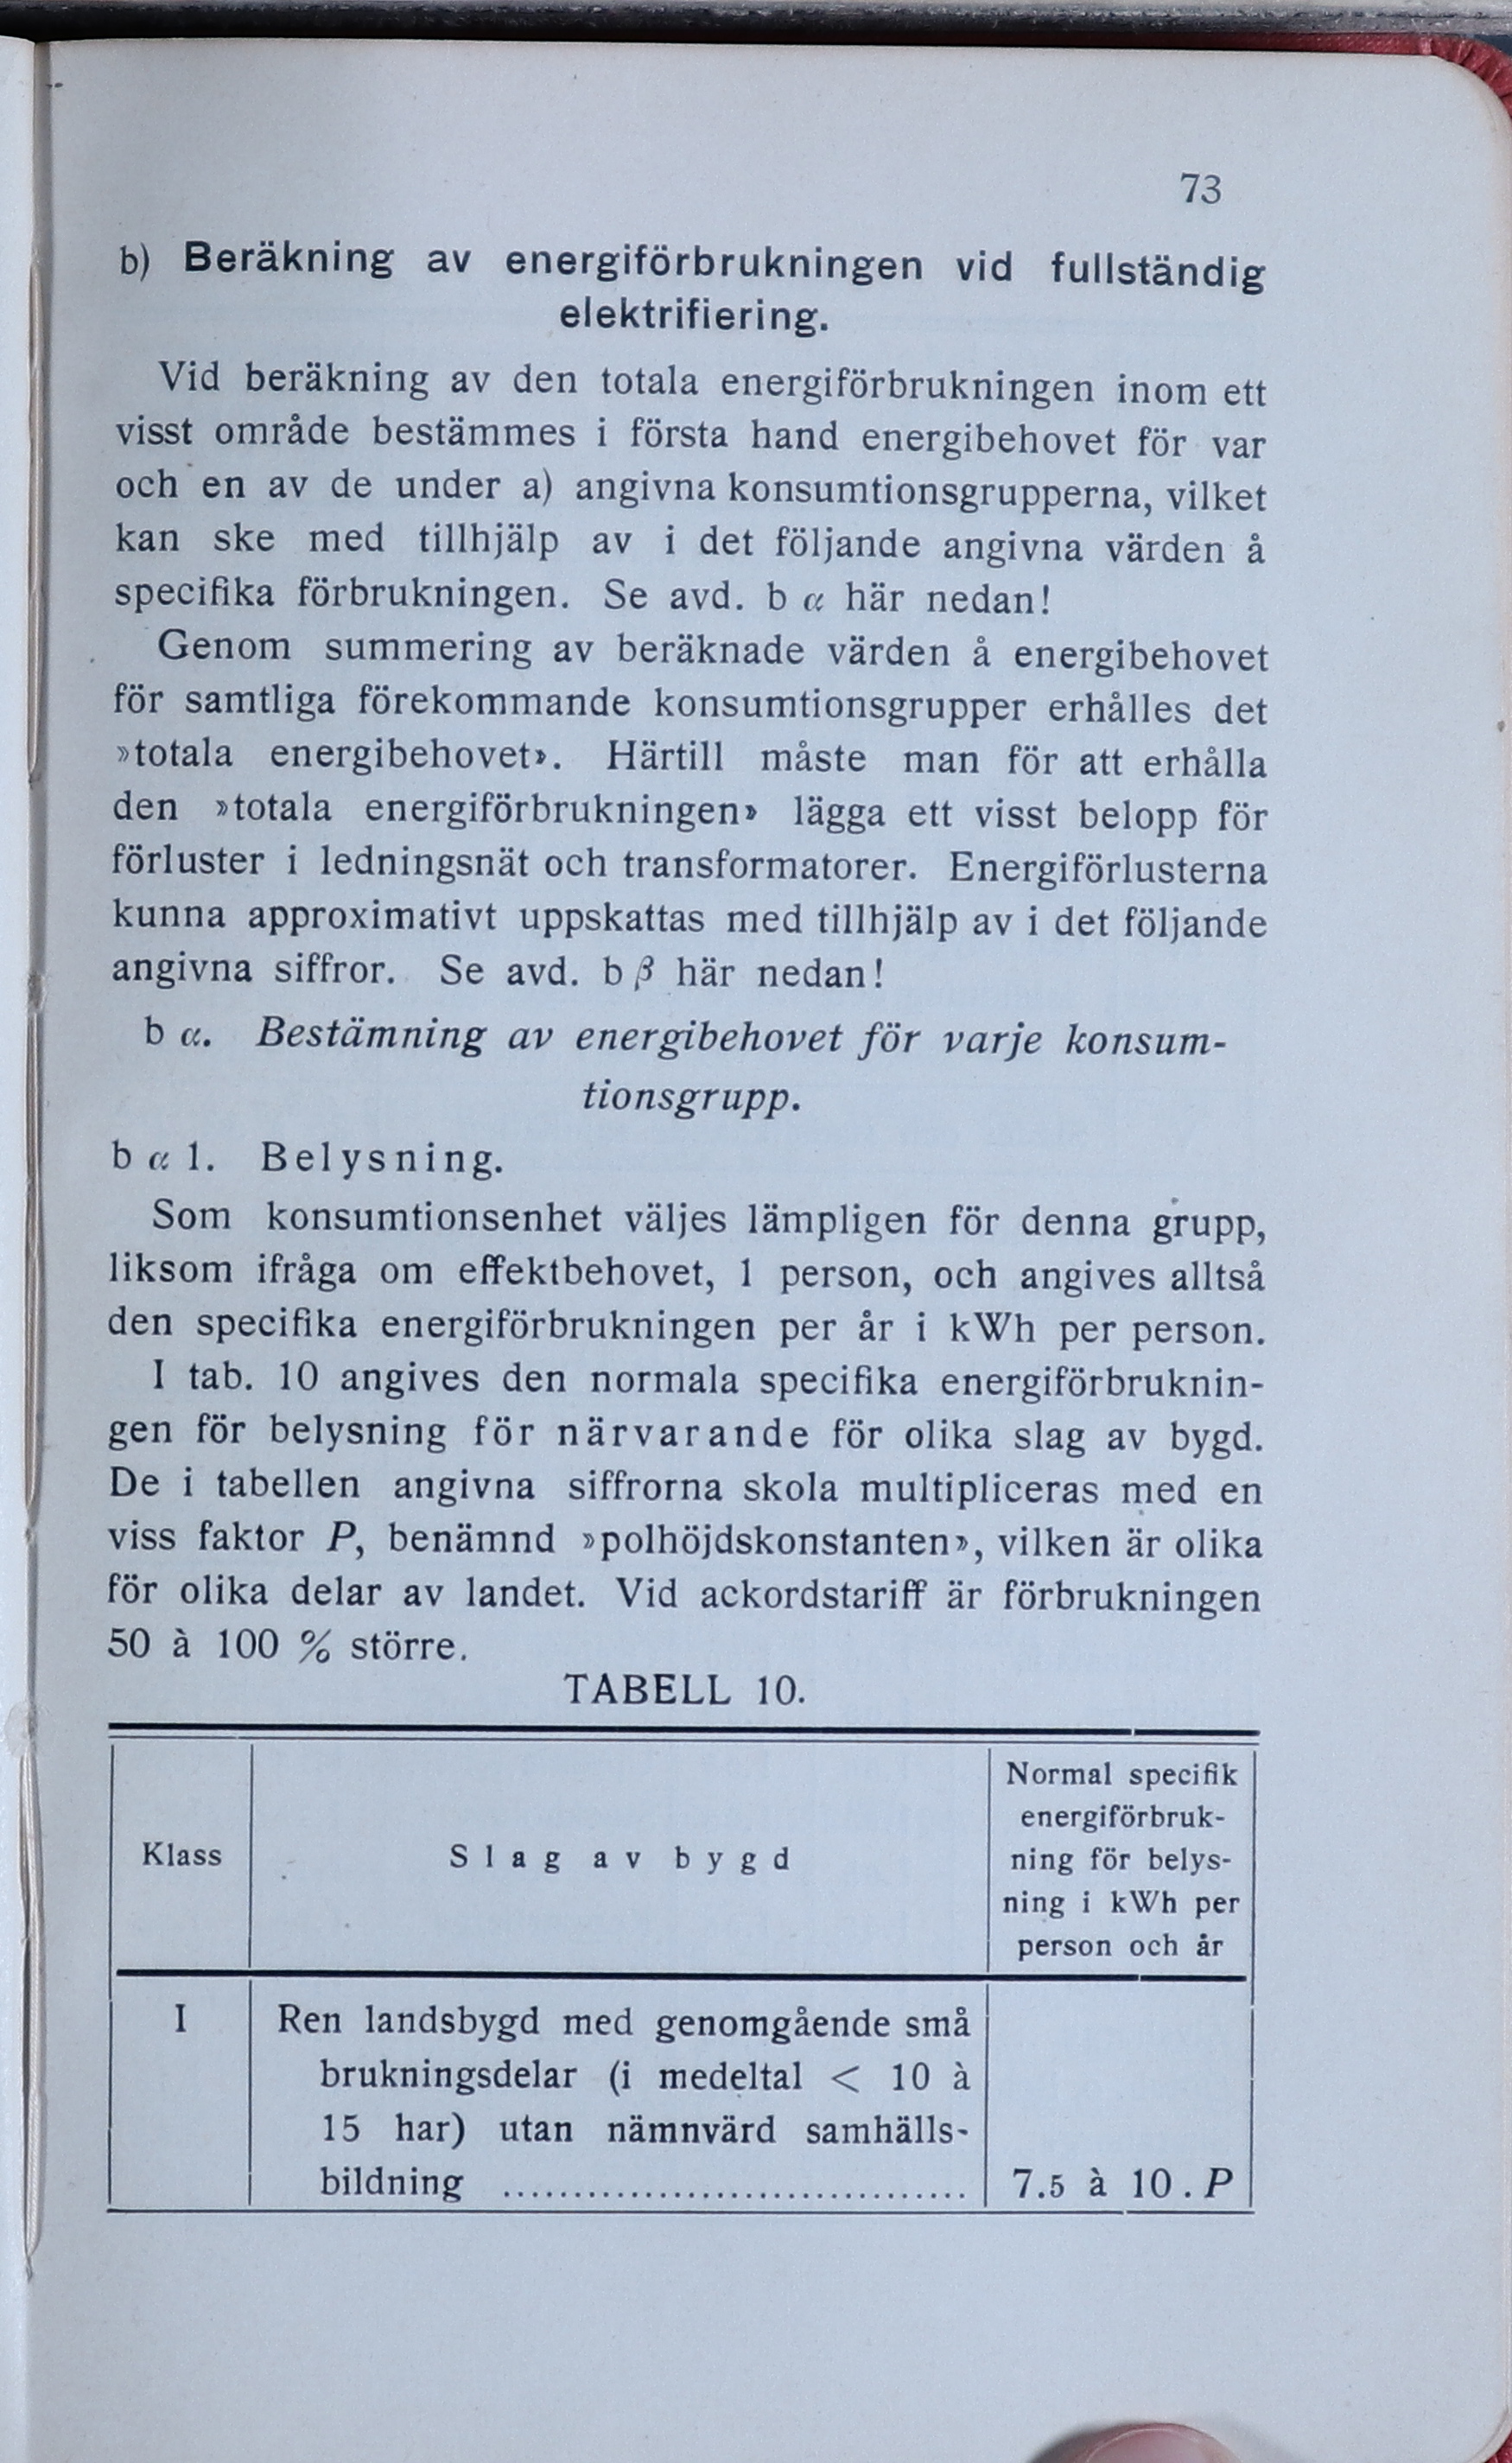 73
b) Beräkning av energiförbrukningen vid fullständig
elektrifiering.
Vid beräkning av den totala energiförbrukningen inom ett
visst område bestämmes i första hand energibehovet för var
och en av de under a) angivna konsumtionsgrupperna, vilket
kan ske med tillhjälp av i det följande angivna värden å
specifika förbrukningen. Se avd. b α här nedan!
Genom summering av beräknade värden å energibehovet
för samtliga förekommande konsumtionsgrupper erhålles det
»totala energibehovet». Härtill måste man för att erhålla
den »totala energiförbrukningen» lägga ett visst belopp för
förluster i ledningsnät och transformatorer. Energiförlusterna
kunna approximativt uppskattas med tillhjälp av i det följande
angivna siffror. Se avd. b β här nedan!
b α. Bestämning av energibehovet för varje konsum-
tionsgrupp.
b α 1. Belysning.
Som konsumtionsenhet väljes lämpligen för denna grupp,
liksom ifråga om effektbehovet, 1 person, och angives alltså
den specifika energiförbrukningen per år i kWh per person.
I tab. 10 angives den normala specifika energiförbruknin-
gen för belysning för närvarande för olika slag av bygd.
De i tabellen angivna siffrorna skola multipliceras med en
viss faktor P, benämnd »polhöjdskonstanten», vilken är olika
för olika delar av landet. Vid ackordstariff är förbrukningen
50 à 100 % större.
TABELL 10.
Klass
Slag av bygd
Normal specifik
energiförbruk-
ning för belys-
ning i kWh per
person och år
I
Ren landsbygd med genomgående små
brukningsdelar (i medeltal < 10 à
15 har) utan nämnvärd samhälls-
bildning ................................. 7.5 à 10 . P